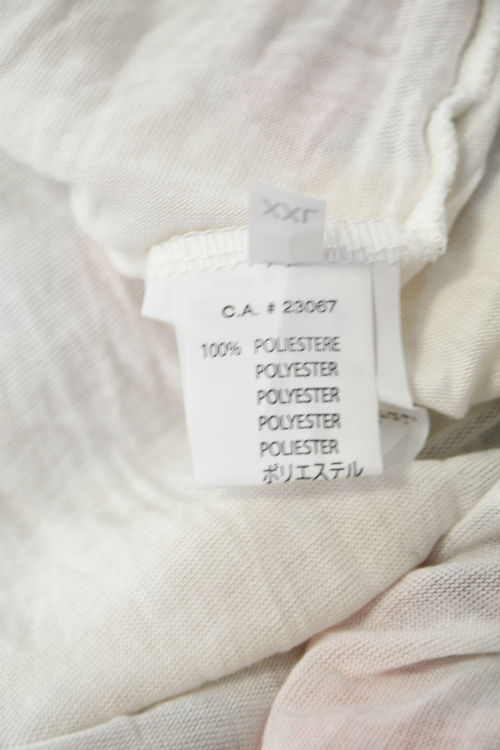 XXL
C.A. # 23067
100% POLIESTERE
POLYESTER
POLYESTER
POLYESTER
POLIESTER
ポリエステル